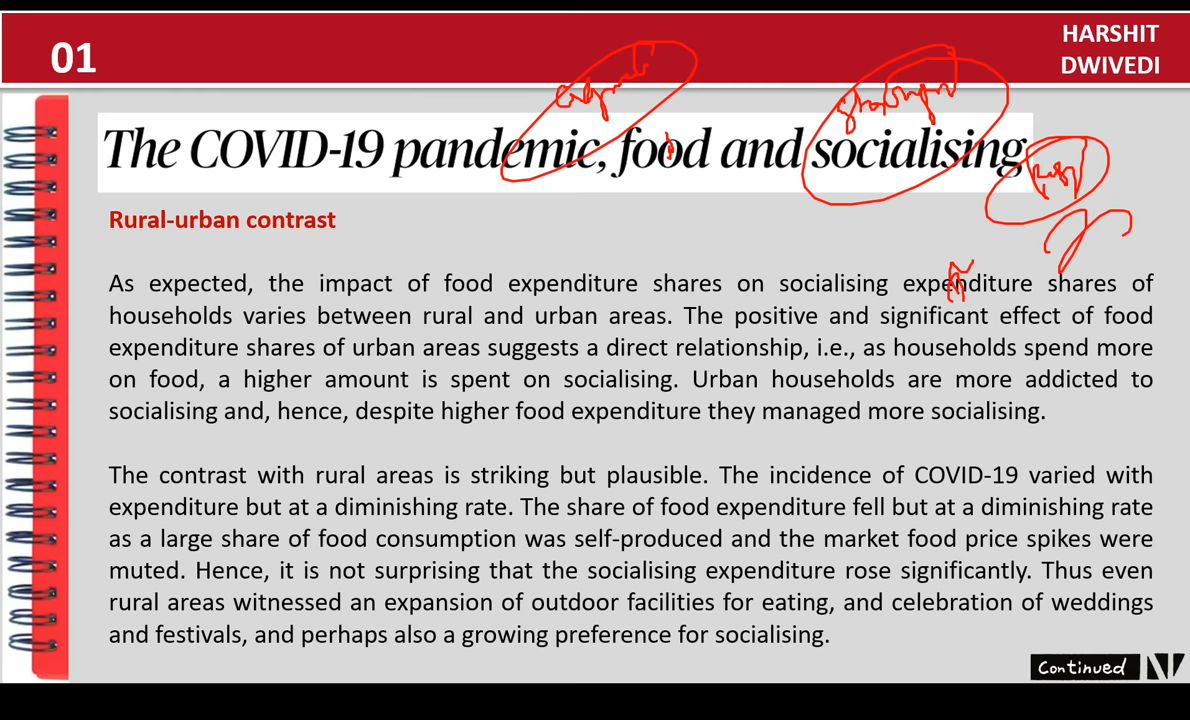 01
HARSHIT
DWIVEDI
The COVID-19 pandemic, food and socialising
Rural-urban contrast
As expected, the impact of food expenditure shares on socialising expenditure shares of
households varies between rural and urban areas. The positive and significant effect of food
expenditure shares of urban areas suggests a direct relationship, i.e., as households spend more
on food, a higher amount is spent on socialising. Urban households are more addicted to
socialising and, hence, despite higher food expenditure they managed more socialising.
The contrast with rural areas is striking but plausible. The incidence of COVID-19 varied with
expenditure but at a diminishing rate. The share of food expenditure fell but at a diminishing rate
as a large share of food consumption was self-produced and the market food price spikes were
muted. Hence, it is not surprising that the socialising expenditure rose significantly. Thus even
rural areas witnessed an expansion of outdoor facilities for eating, and celebration of weddings
and festivals, and perhaps also a growing preference for socialising.
Continued